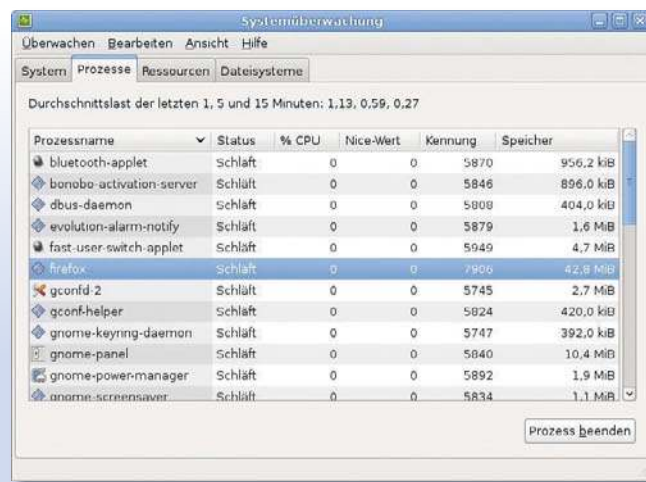 Systemüberwachung
Überwachen Bearbeiten Ansicht Hilfe
System Prozesse Ressourcen Dateisysteme
Durchschnittslast der letzten 1, 5 und 15 Minuten: 1,13, 0,59, 0,27
Prozessname Status % CPU Nice-Wert Kennung Speicher
bluetooth-applet Schläft 0 0 5870 956,2 kiB
bonobo-activation-server Schläft 0 0 5846 896,0 kiB
dbus-daemon Schläft 0 0 5808 404,0 kiB
evolution-alarm-notify Schläft 0 0 5879 1,6 MiB
fast-user-switch-applet Schläft 0 0 5949 4,7 MiB
firefox Schläft 0 0 7906 42,8 MiB
gconfd-2 Schläft 0 0 5745 2,7 MiB
gconf-helper Schläft 0 0 5824 420,0 kiB
gnome-keyring-daemon Schläft 0 0 5747 392,0 kiB
gnome-panel Schläft 0 0 5840 10,4 MiB
gnome-power-manager Schläft 0 0 5892 1,9 MiB
gnome-screensaver Schläft 0 0 5834 1,1 MiB
Prozess beenden